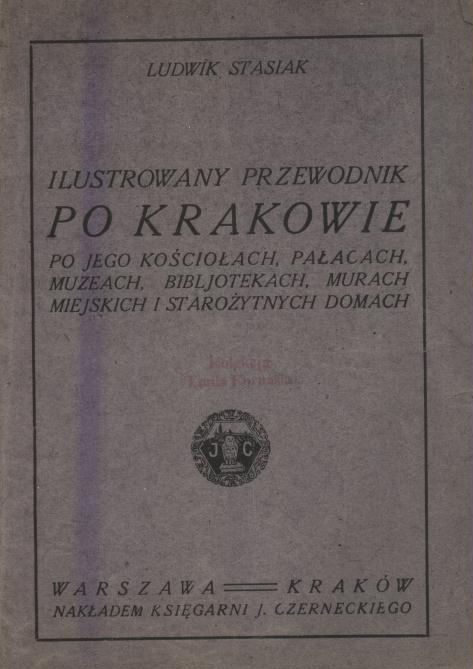 LUDWIK STASIAK
ILUSTROWANY PRZEWODNIK
PO KRAKOWIE
PO JEGO KOŚCIOŁACH, PAŁACACH,
MUZEACH, BIBLJOTEKACH, MURACH
MIEJSKICH I STAROŻYTNYCH DOMACH
Kolekcja
J C
WARSZAWA KRAKÓW
NAKŁADEM KSIĘGARNI J. CZERNECKIEGO